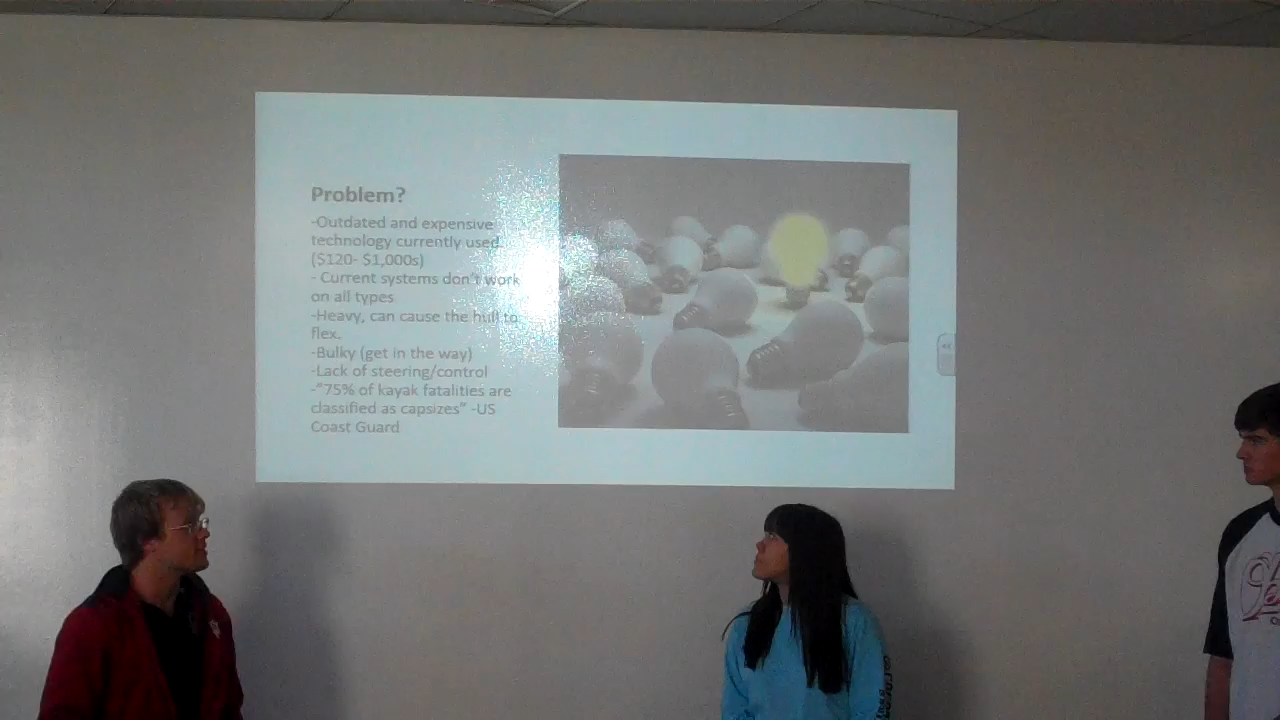 Problem?
-Outdated and expensive
technology currently used
($120- $1,000s)
- Current systems don't work
on all types
-Heavy, can cause the hull to
flex.
-Bulky (get in the way)
-Lack of steering/control
-"75% of kayak fatalities are
classified as capsizes" -US
Coast Guard